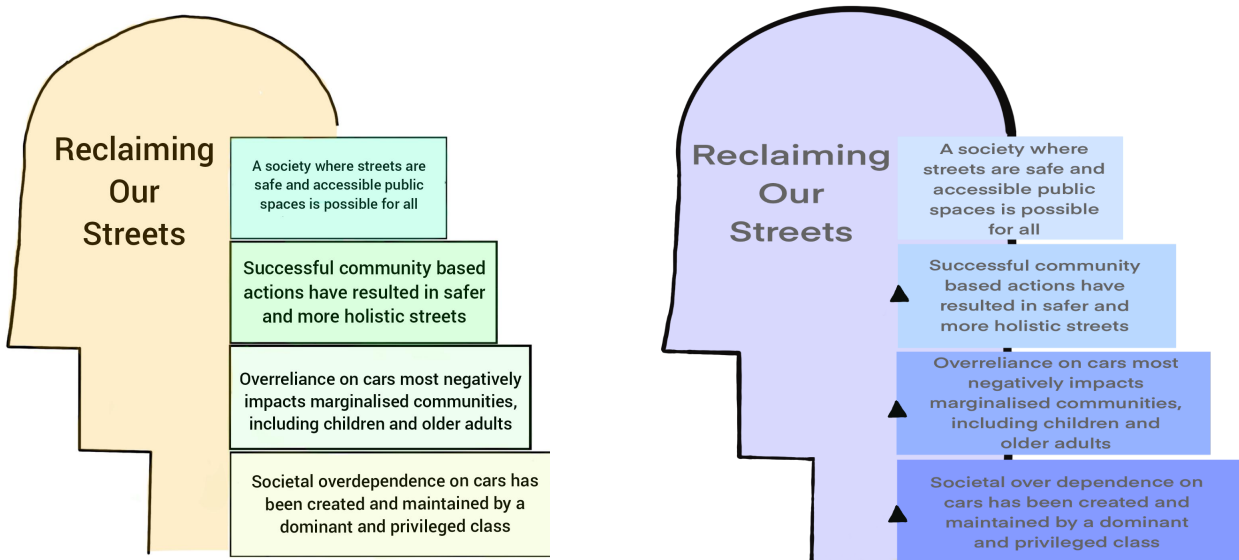 Reclaiming
Our
Streets
A society where streets are
safe and accessible public
spaces is possible for all
Successful community based
actions have resulted in safer
and more holistic streets
Overreliance on cars most negatively
impacts marginalised communities,
including children and older adults
Societal overdependence on cars has
been created and maintained by a
dominant and privileged class
Reclaiming
Our
Streets
A society where
streets are safe and
accessible public
spaces is possible
for all
Successful community
based actions have
resulted in safer and
more holistic streets
Overreliance on cars most
negatively impacts
marginalised communities,
including children and
older adults
Societal over dependence on
cars has been created and
maintained by a dominant
and privileged class